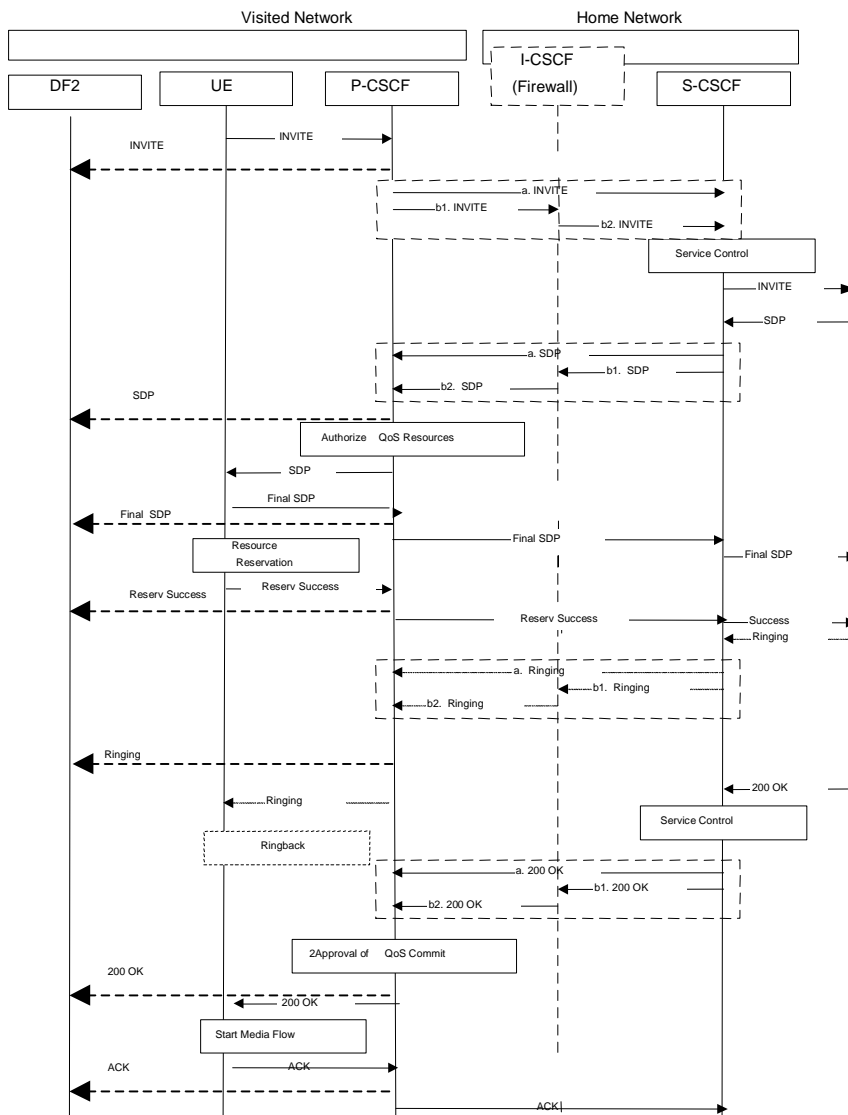 Visited Network
Home Network
DF2
UE
P-CSCF
I-CSCF
(Firewall)
S-CSCF
INVITE
INVITE
a. INVITE
b1. INVITE
b2. INVITE
Service Control
INVITE
SDP
a. SDP
b1. SDP
b2. SDP
SDP
Authorize QoS Resources
SDP
Final SDP
Final SDP
Final SDP
Resource
Reservation
Final SDP
Reserv Success
Reserv Success
Reserv Success
Success
Ringing
a. Ringing
b1. Ringing
b2. Ringing
Ringing
200 OK
Ringing
Service Control
Ringback
a. 200 OK
b1. 200 OK
b2. 200 OK
2Approval of QoS Commit
200 OK
200 OK
Start Media Flow
ACK
ACK
ACK